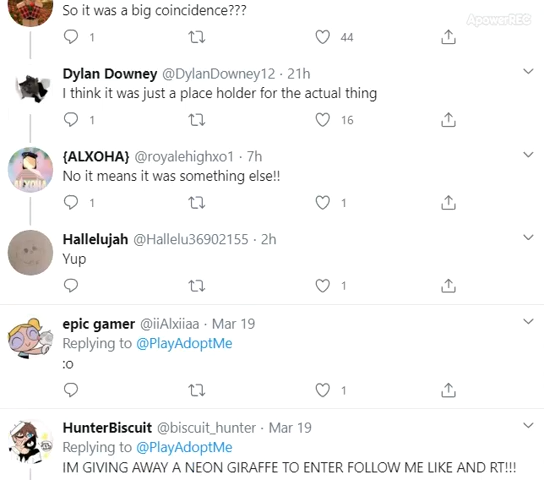 ApowerREC
So it was a big coincidence???
1 44
Dylan Downey @DylanDowney12 · 21h
I think it was just a place holder for the actual thing
1 16
{ALXOHA} @royalehighxo1 · 7h
No it means it was something else!!
1 1
Hallelujah @Hallelu36902155 · 2h
Yup
1
epic gamer @iiAlxiiaa · Mar 19
Replying to @PlayAdoptMe
:o
1
HunterBiscuit @biscuit_hunter · Mar 19
Replying to @PlayAdoptMe
IM GIVING AWAY A NEON GIRAFFE TO ENTER FOLLOW ME LIKE AND RT!!!